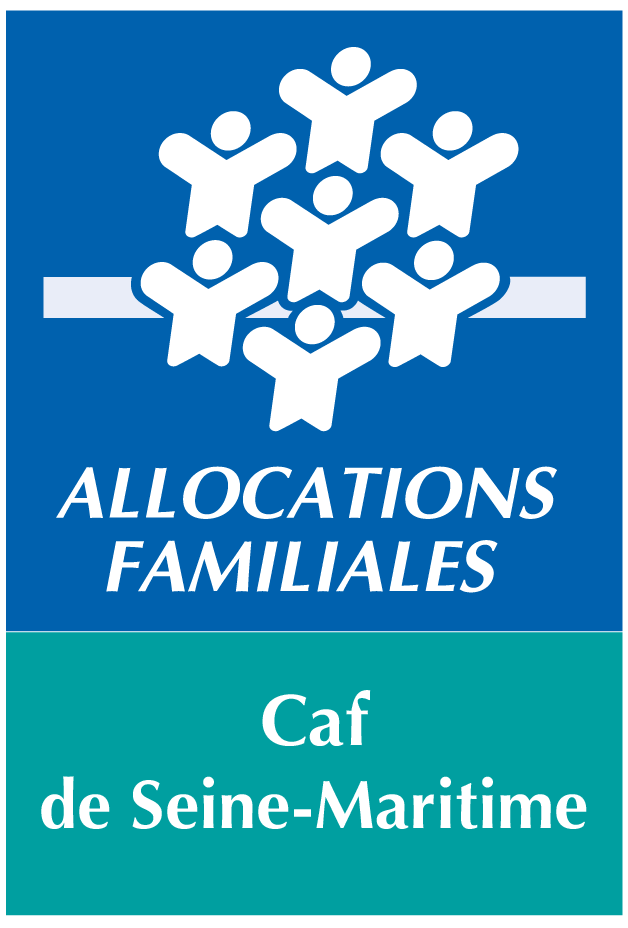 ALLOCATIONS
FAMILIALES
Caf
de Seine-Maritime